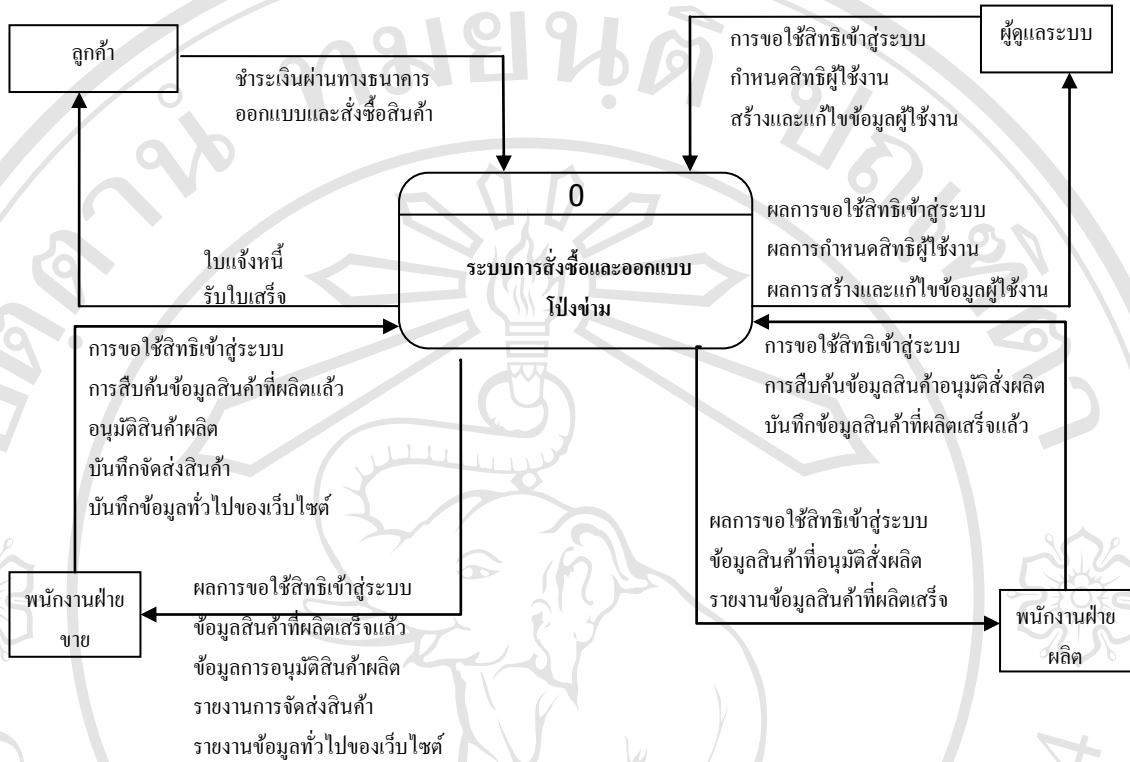 ลูกค้า
ชำระเงินผ่านทางธนาคาร
ออกแบบและสั่งซื้อสินค้า
การขอใช้สิทธิเข้าสู่ระบบ
กำหนดสิทธิผู้ใช้งาน
สร้างและแก้ไขข้อมูลผู้ใช้งาน
ผู้ดูแลระบบ
0
ระบบการสั่งซื้อและออกแบบ
โป่งข่าม
ใบแจ้งหนี้
รับใบเสร็จ
ผลการขอใช้สิทธิเข้าสู่ระบบ
ผลการกำหนดสิทธิผู้ใช้งาน
ผลการสร้างและแก้ไขข้อมูลผู้ใช้งาน
การขอใช้สิทธิเข้าสู่ระบบ
การสืบค้นข้อมูลสินค้าที่ผลิตแล้ว
อนุมัติสินค้าผลิต
บันทึกจัดส่งสินค้า
บันทึกข้อมูลทั่วไปของเว็บไซต์
การขอใช้สิทธิเข้าสู่ระบบ
การสืบค้นข้อมูลสินค้าอนุมัติสั่งผลิต
บันทึกข้อมูลสินค้าที่ผลิตเสร็จแล้ว
พนักงานฝ่าย
ขาย
ผลการขอใช้สิทธิเข้าสู่ระบบ
ข้อมูลสินค้าที่ผลิตเสร็จแล้ว
ข้อมูลการอนุมัติสินค้าผลิต
รายงานการจัดส่งสินค้า
รายงานข้อมูลทั่วไปของเว็บไซต์
ผลการขอใช้สิทธิเข้าสู่ระบบ
ข้อมูลสินค้าที่อนุมัติสั่งผลิต
รายงานข้อมูลสินค้าที่ผลิตเสร็จ
พนักงานฝ่าย
ผลิต